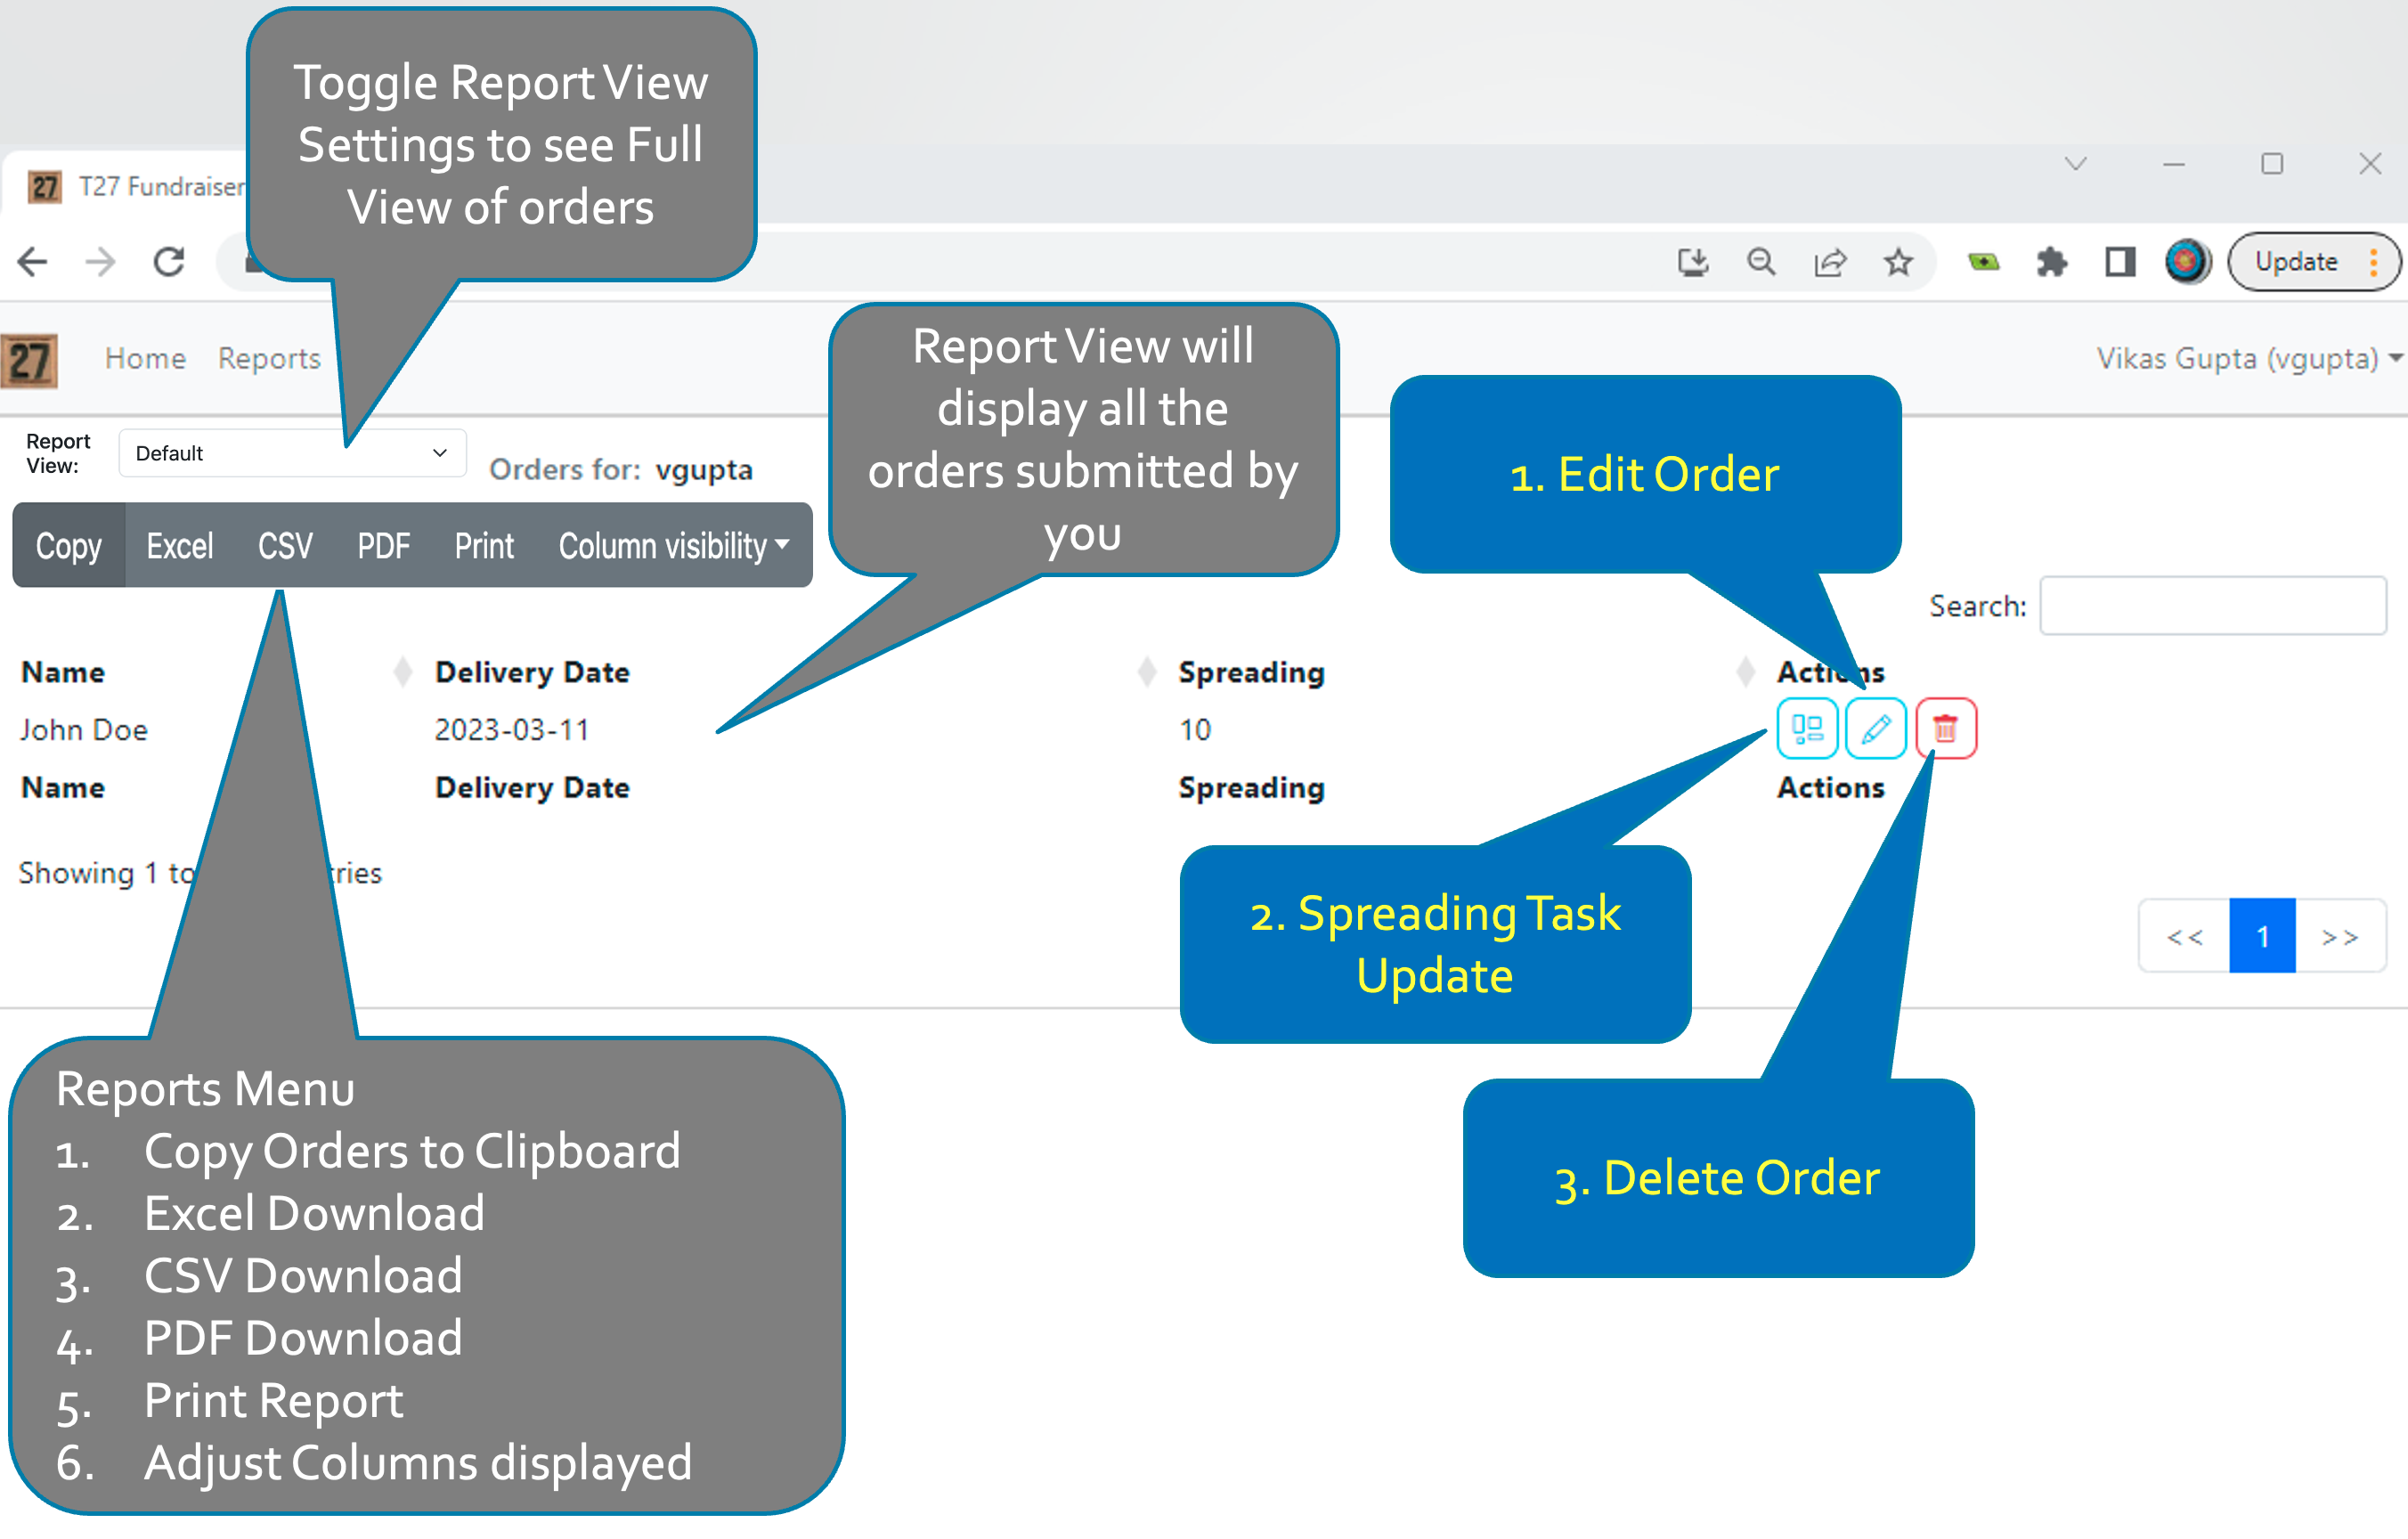 Toggle Report View
Settings to see Full
View of orders
27 T27 Fundraiser
Update
27 Home Reports
Vikas Gupta (vgupta)
Report View will
display all the
orders submitted by
you
1. Edit Order
Report
View:
Default
Orders for: vgupta
Copy Excel CSV PDF Print Column visibility
Search:
Name Delivery Date Spreading Actions
John Doe 2023-03-11 10
Name Delivery Date Spreading Actions
Showing 1 to
<< 1 >>
2. Spreading Task
Update
3. Delete Order
Reports Menu
1. Copy Orders to Clipboard
2. Excel Download
3. CSV Download
4. PDF Download
5. Print Report
6. Adjust Columns displayed